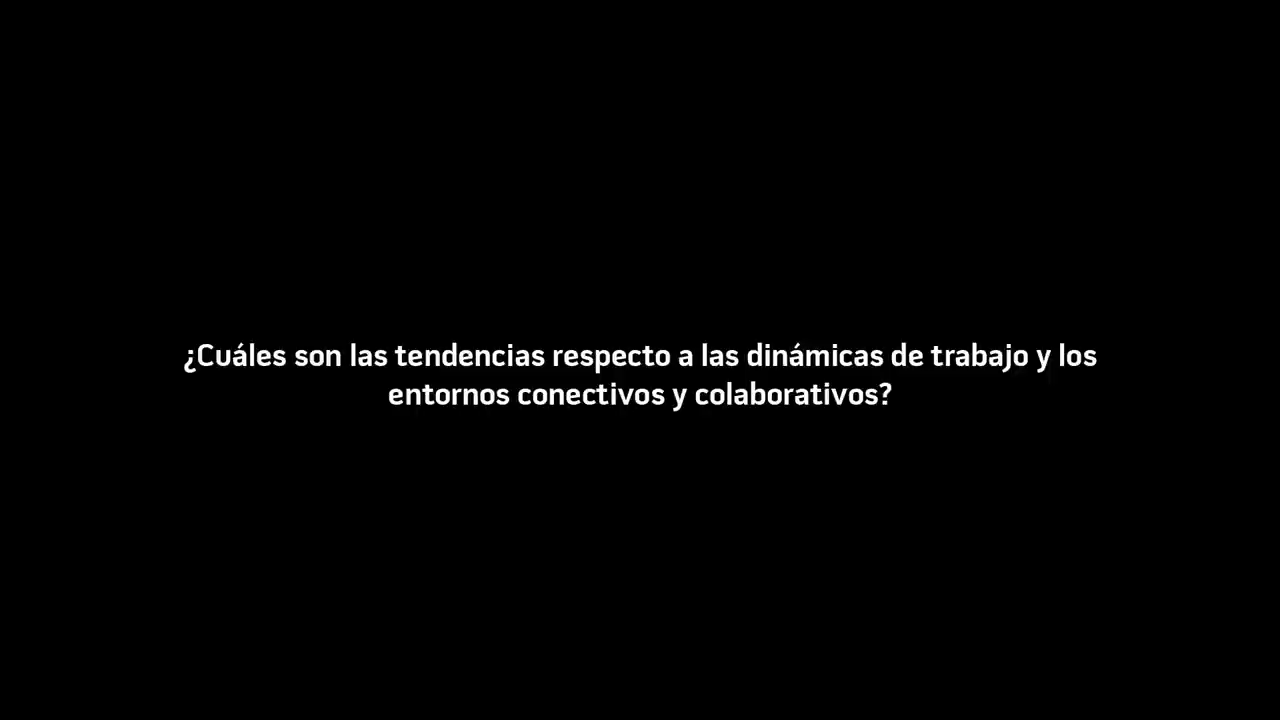 ¿Cuáles son las tendencias respecto a las dinámicas de trabajo y los
entornos conectivos y colaborativos?